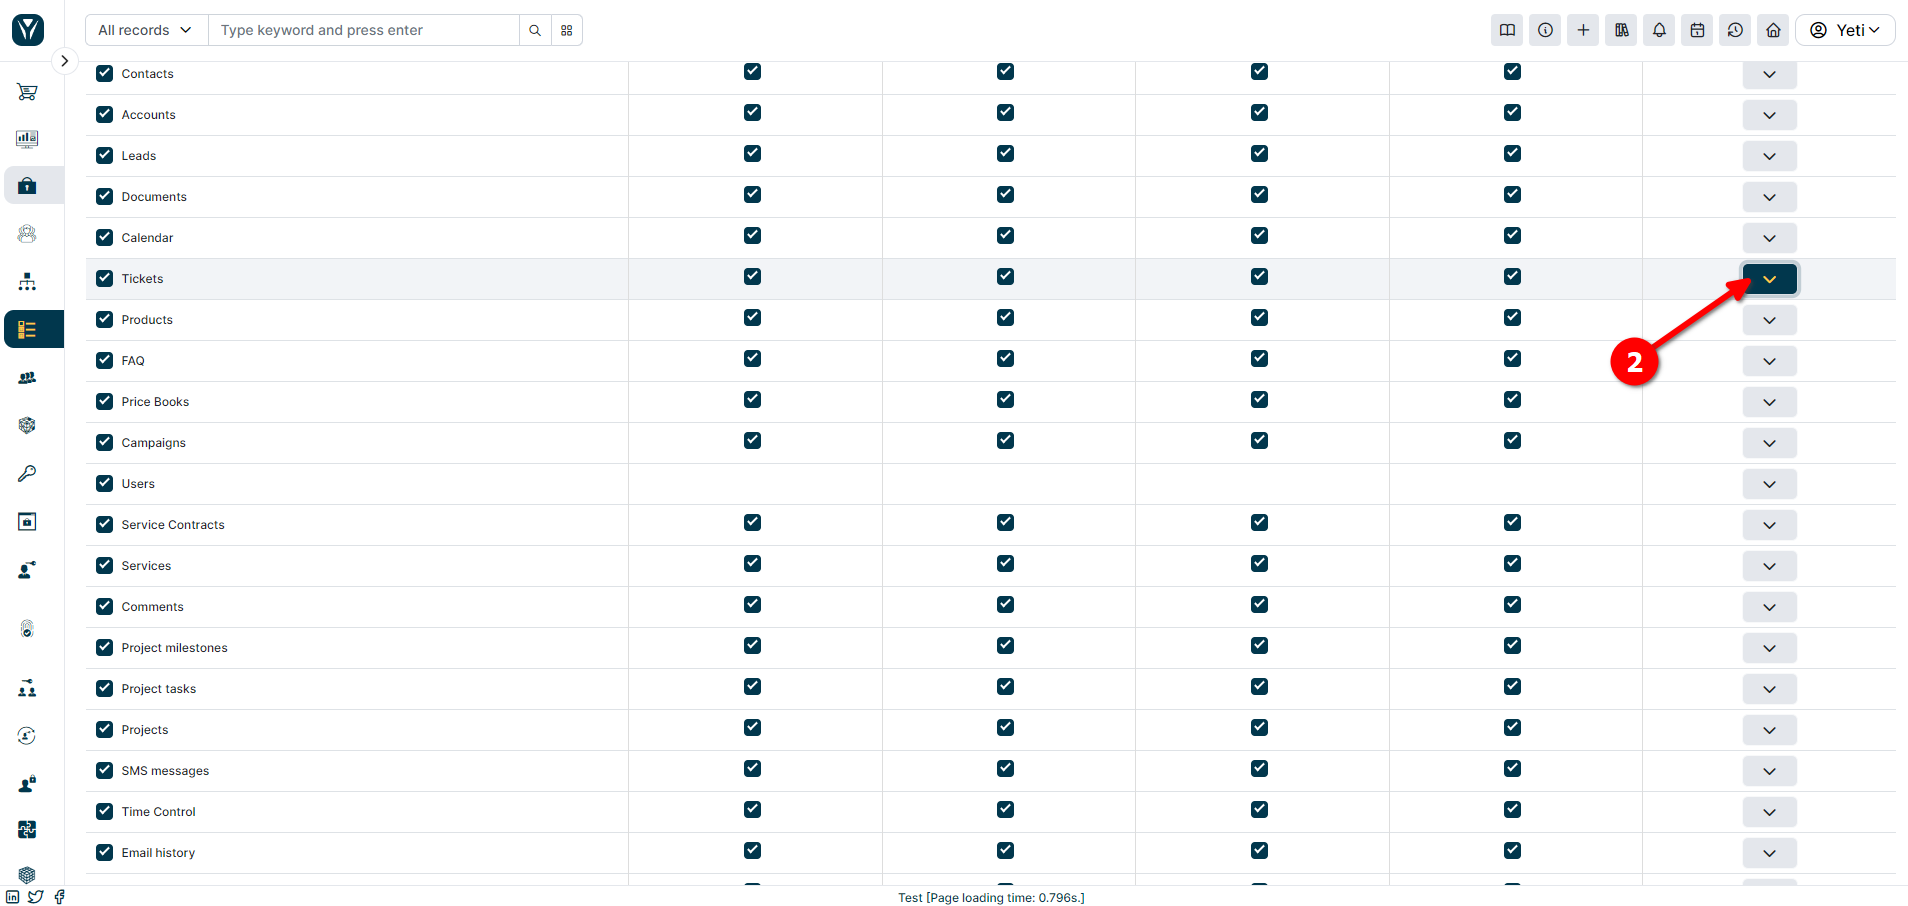 All records
Type keyword and press enter
Yeti
Contacts
Accounts
Leads
Documents
Calendar
Tickets
Products
2
FAQ
Price Books
Campaigns
Users
Service Contracts
Services
Comments
Project milestones
Project tasks
Projects
SMS messages
Time Control
Email history
Test [Page loading time: 0.796s.]